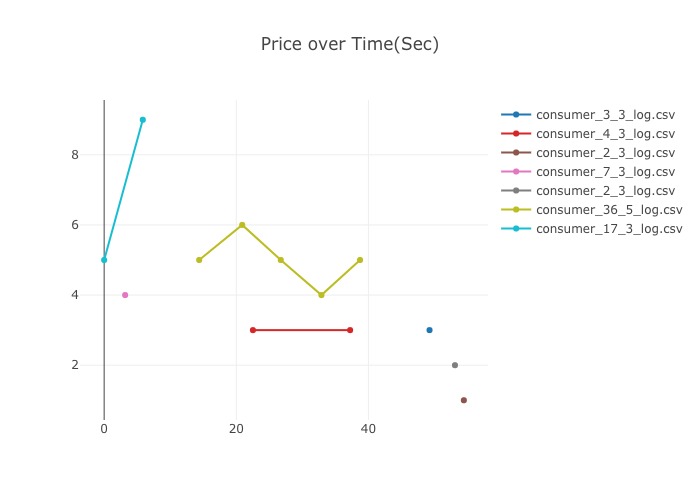 Price over Time(Sec)
consumer_3_3_log.csv
consumer_4_3_log.csv
consumer_2_3_log.csv
consumer_7_3_log.csv
consumer_2_3_log.csv
consumer_36_5_log.csv
consumer_17_3_log.csv
8
6
4
2
0 20 40